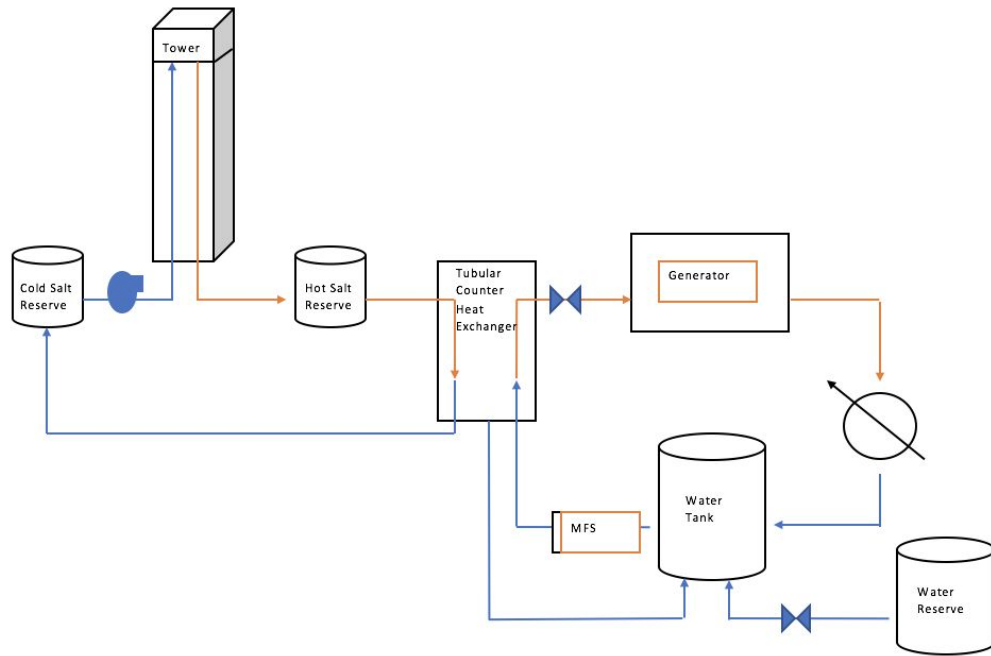 Tower
Cold Salt
Reserve
Hot Salt
Reserve
Tubular
Counter
Heat
Exchanger
Generator
MFS
Water
Tank
Water
Reserve